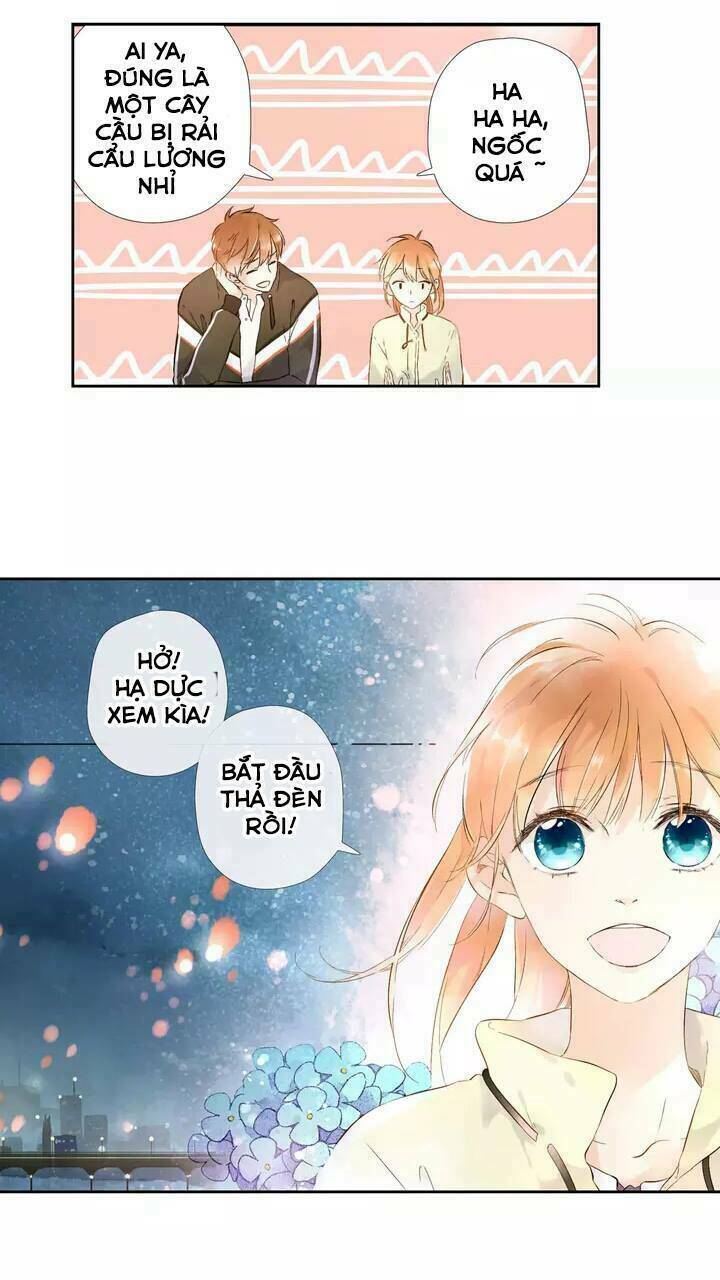 AI YA,
ĐÚNG LÀ
MỘT CÂY
CẦU BỊ RẢI
CẨU LƯƠNG
NHỈ
HA
HA HA,
NGỐC
QUÁ ~
HỞ!
HẠ DỰC
XEM KÌA!
BẮT ĐẦU
THẢ ĐÈN
RỒI!